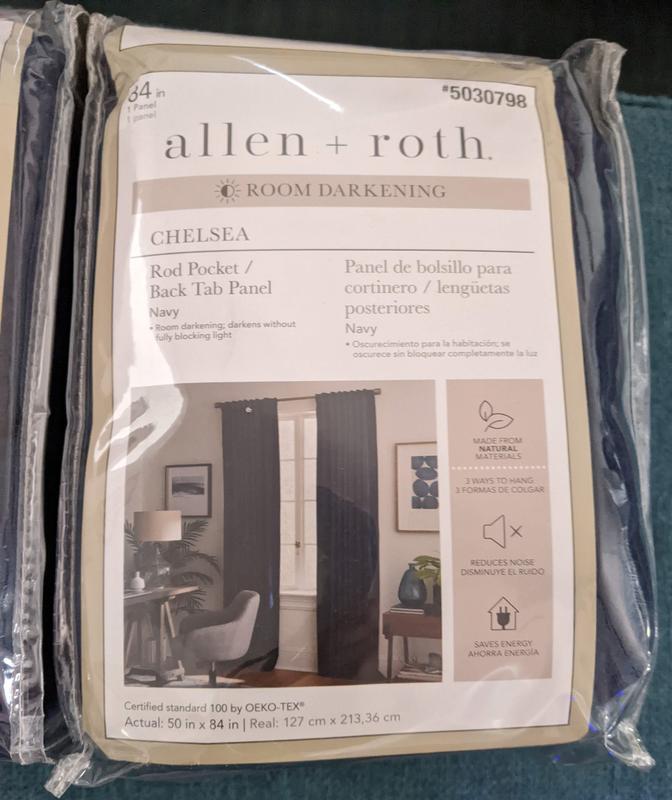 84 in
1 Panel
1 panel
#5030798
allen + roth.
ROOM DARKENING
CHELSEA
Rod Pocket /
Back Tab Panel
Navy
• Room darkening; darkens without
fully blocking light
Panel de bolsillo para
cortinero / lengüetas
posteriores
Navy
• Oscurecimiento para la habitación; se
oscurece sin bloquear completamente la luz
MADE FROM
NATURAL
MATERIALS
3 WAYS TO HANG
3 FORMAS DE COLGAR
REDUCES NOISE
DISMINUYE EL RUIDO
SAVES ENERGY
AHORRA ENERGÍA
Certified standard 100 by OEKO-TEX®
Actual: 50 in x 84 in | Real: 127 cm x 213,36 cm